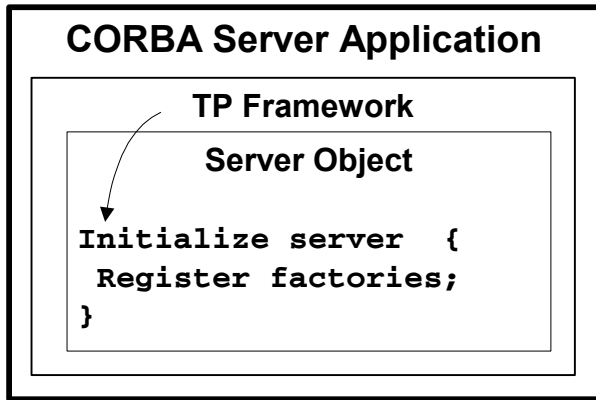 CORBA Server Application
TP Framework
Server Object
Initialize server  {
 Register factories;
}